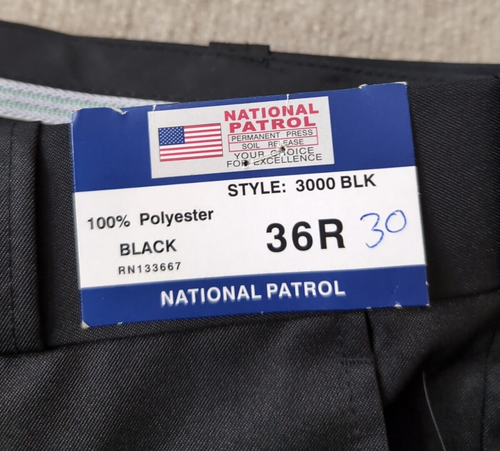 NATIONAL
PATROL
PERMANENT PRESS
SOIL RELEASE
YOUR CHOICE
FOR EXCELLENCE
STYLE: 3000 BLK
100% Polyester
BLACK
36R 30
RN133667
NATIONAL PATROL